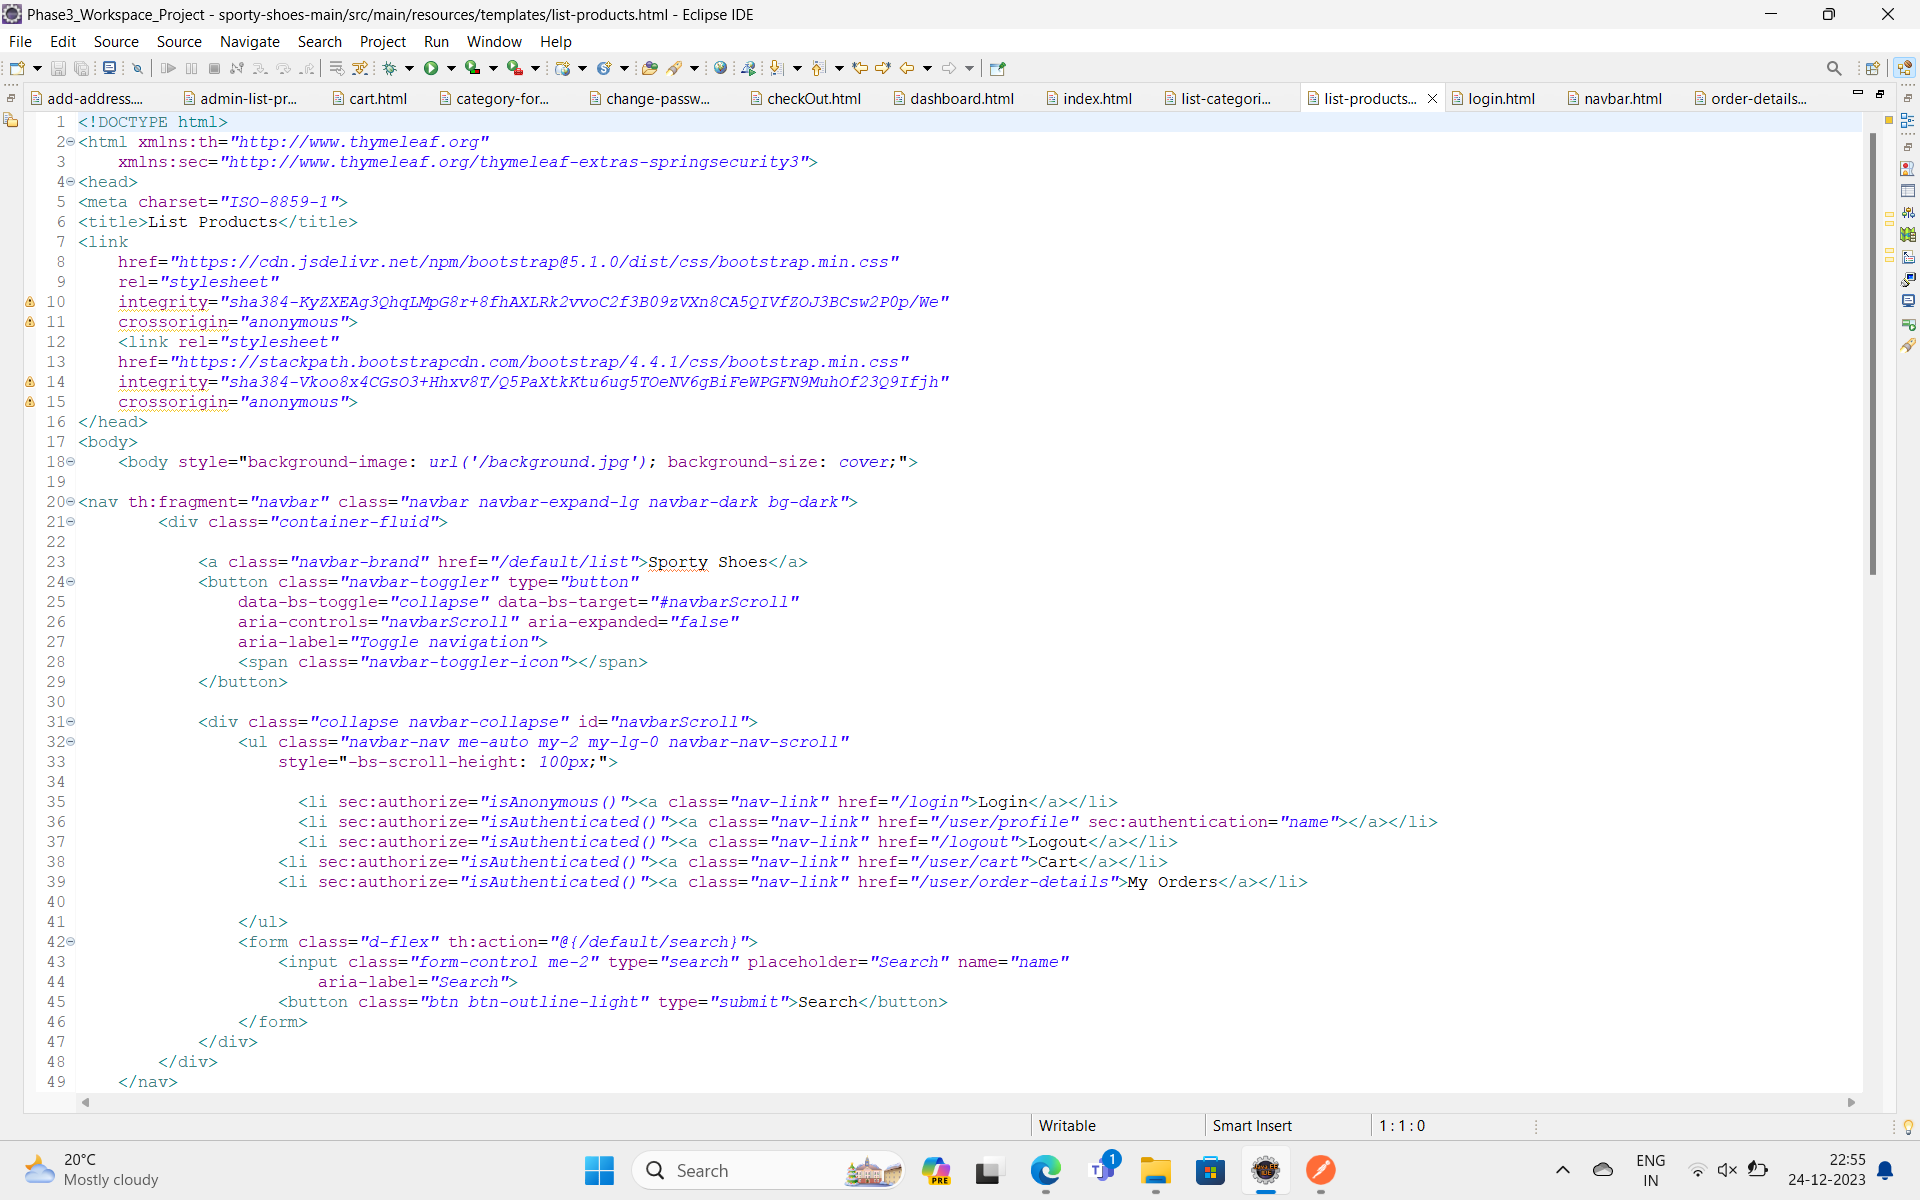 Phase3_Workspace_Project - sporty-shoes-main/src/main/resources/templates/list-products.html - Eclipse IDE
File Edit Source Source Navigate Search Project Run Window Help
add-address.... admin-list-pr... cart.html category-for... change-passw... checkOut.html dashboard.html index.html list-categori... list-products... login.html navbar.html order-details...
1 <!DOCTYPE html>
2 <html xmlns:th="http://www.thymeleaf.org"
3 xmlns:sec="http://www.thymeleaf.org/thymeleaf-extras-springsecurity3">
4 <head>
5 <meta charset="ISO-8859-1">
6 <title>List Products</title>
7 <link
8 href="https://cdn.jsdelivr.net/npm/bootstrap@5.1.0/dist/css/bootstrap.min.css"
9 rel="stylesheet"
10 integrity="sha384-KyZXEAg3QhqLMpG8r+8fhAXLRk2vvoC2f3B09zVXn8CA5QIVfZOJ3BCsw2P0p/We"
11 crossorigin="anonymous">
12 <link rel="stylesheet"
13 href="https://stackpath.bootstrapcdn.com/bootstrap/4.4.1/css/bootstrap.min.css"
14 integrity="sha384-Vkoo8x4CGsO3+Hhxv8T/Q5PaXtkKtu6ug5TOeNV6gBiFeWPGFN9MuhOf23Q9Ifjh"
15 crossorigin="anonymous">
16 </head>
17 <body>
18 <body style="background-image: url('/background.jpg'); background-size: cover;">
19
20 <nav th:fragment="navbar" class="navbar navbar-expand-lg navbar-dark bg-dark">
21 <div class="container-fluid">
22
23 <a class="navbar-brand" href="/default/list">Sporty Shoes</a>
24 <button class="navbar-toggler" type="button"
25 data-bs-toggle="collapse" data-bs-target="#navbarScroll"
26 aria-controls="navbarScroll" aria-expanded="false"
27 aria-label="Toggle navigation">
28 <span class="navbar-toggler-icon"></span>
29 </button>
30
31 <div class="collapse navbar-collapse" id="navbarScroll">
32 <ul class="navbar-nav me-auto my-2 my-lg-0 navbar-nav-scroll"
33 style="-bs-scroll-height: 100px;">
34
35 <li sec:authorize="isAnonymous()"><a class="nav-link" href="/login">Login</a></li>
36 <li sec:authorize="isAuthenticated()"><a class="nav-link" href="/user/profile" sec:authentication="name"></a></li>
37 <li sec:authorize="isAuthenticated()"><a class="nav-link" href="/logout">Logout</a></li>
38 <li sec:authorize="isAuthenticated()"><a class="nav-link" href="/user/cart">Cart</a></li>
39 <li sec:authorize="isAuthenticated()"><a class="nav-link" href="/user/order-details">My Orders</a></li>
40
41 </ul>
42 <form class="d-flex" th:action="@{/default/search}">
43 <input class="form-control me-2" type="search" placeholder="Search" name="name"
44 aria-label="Search">
45 <button class="btn btn-outline-light" type="submit">Search</button>
46 </form>
47 </div>
48 </div>
49 </nav>
Writable Smart Insert 1 : 1 : 0
20°C
Mostly cloudy
Search
PRE
1
ENG
IN
22:55
24-12-2023